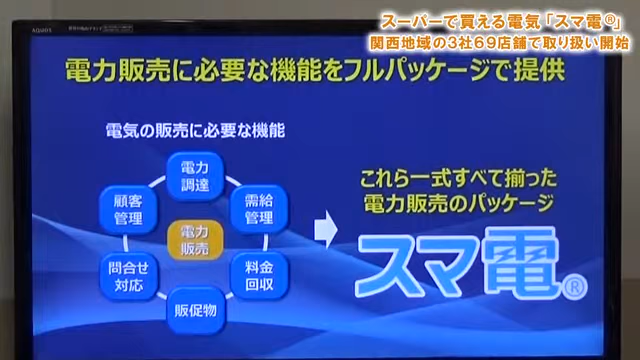 AQUOS
スーパーで買える電気「スマ電®」
関西地域の3社69店舗で取り扱い開始
電力販売に必要な機能をフルパッケージで提供
電気の販売に必要な機能
電力
調達
顧客
管理
需給
管理
電力
販売
問合せ
対応
料金
回収
販促物
これら一式すべて揃った
電力販売のパッケージ
スマ電®